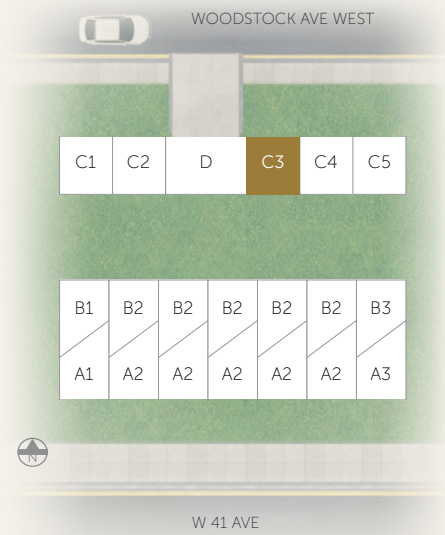 WOODSTOCK AVE WEST
C1 C2 D C3 C4 C5
B1 B2 B2 B2 B2 B2 B3
A1 A2 A2 A2 A2 A2 A3
N
W 41 AVE